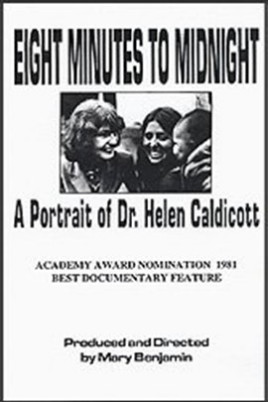 EIGHT MINUTES TO MIDNIGHT
A Portrait of Dr. Helen Caldicott
ACADEMY AWARD NOMINATION 1981
BEST DOCUMENTARY FEATURE
Produced and Directed
by Mary Benjamin